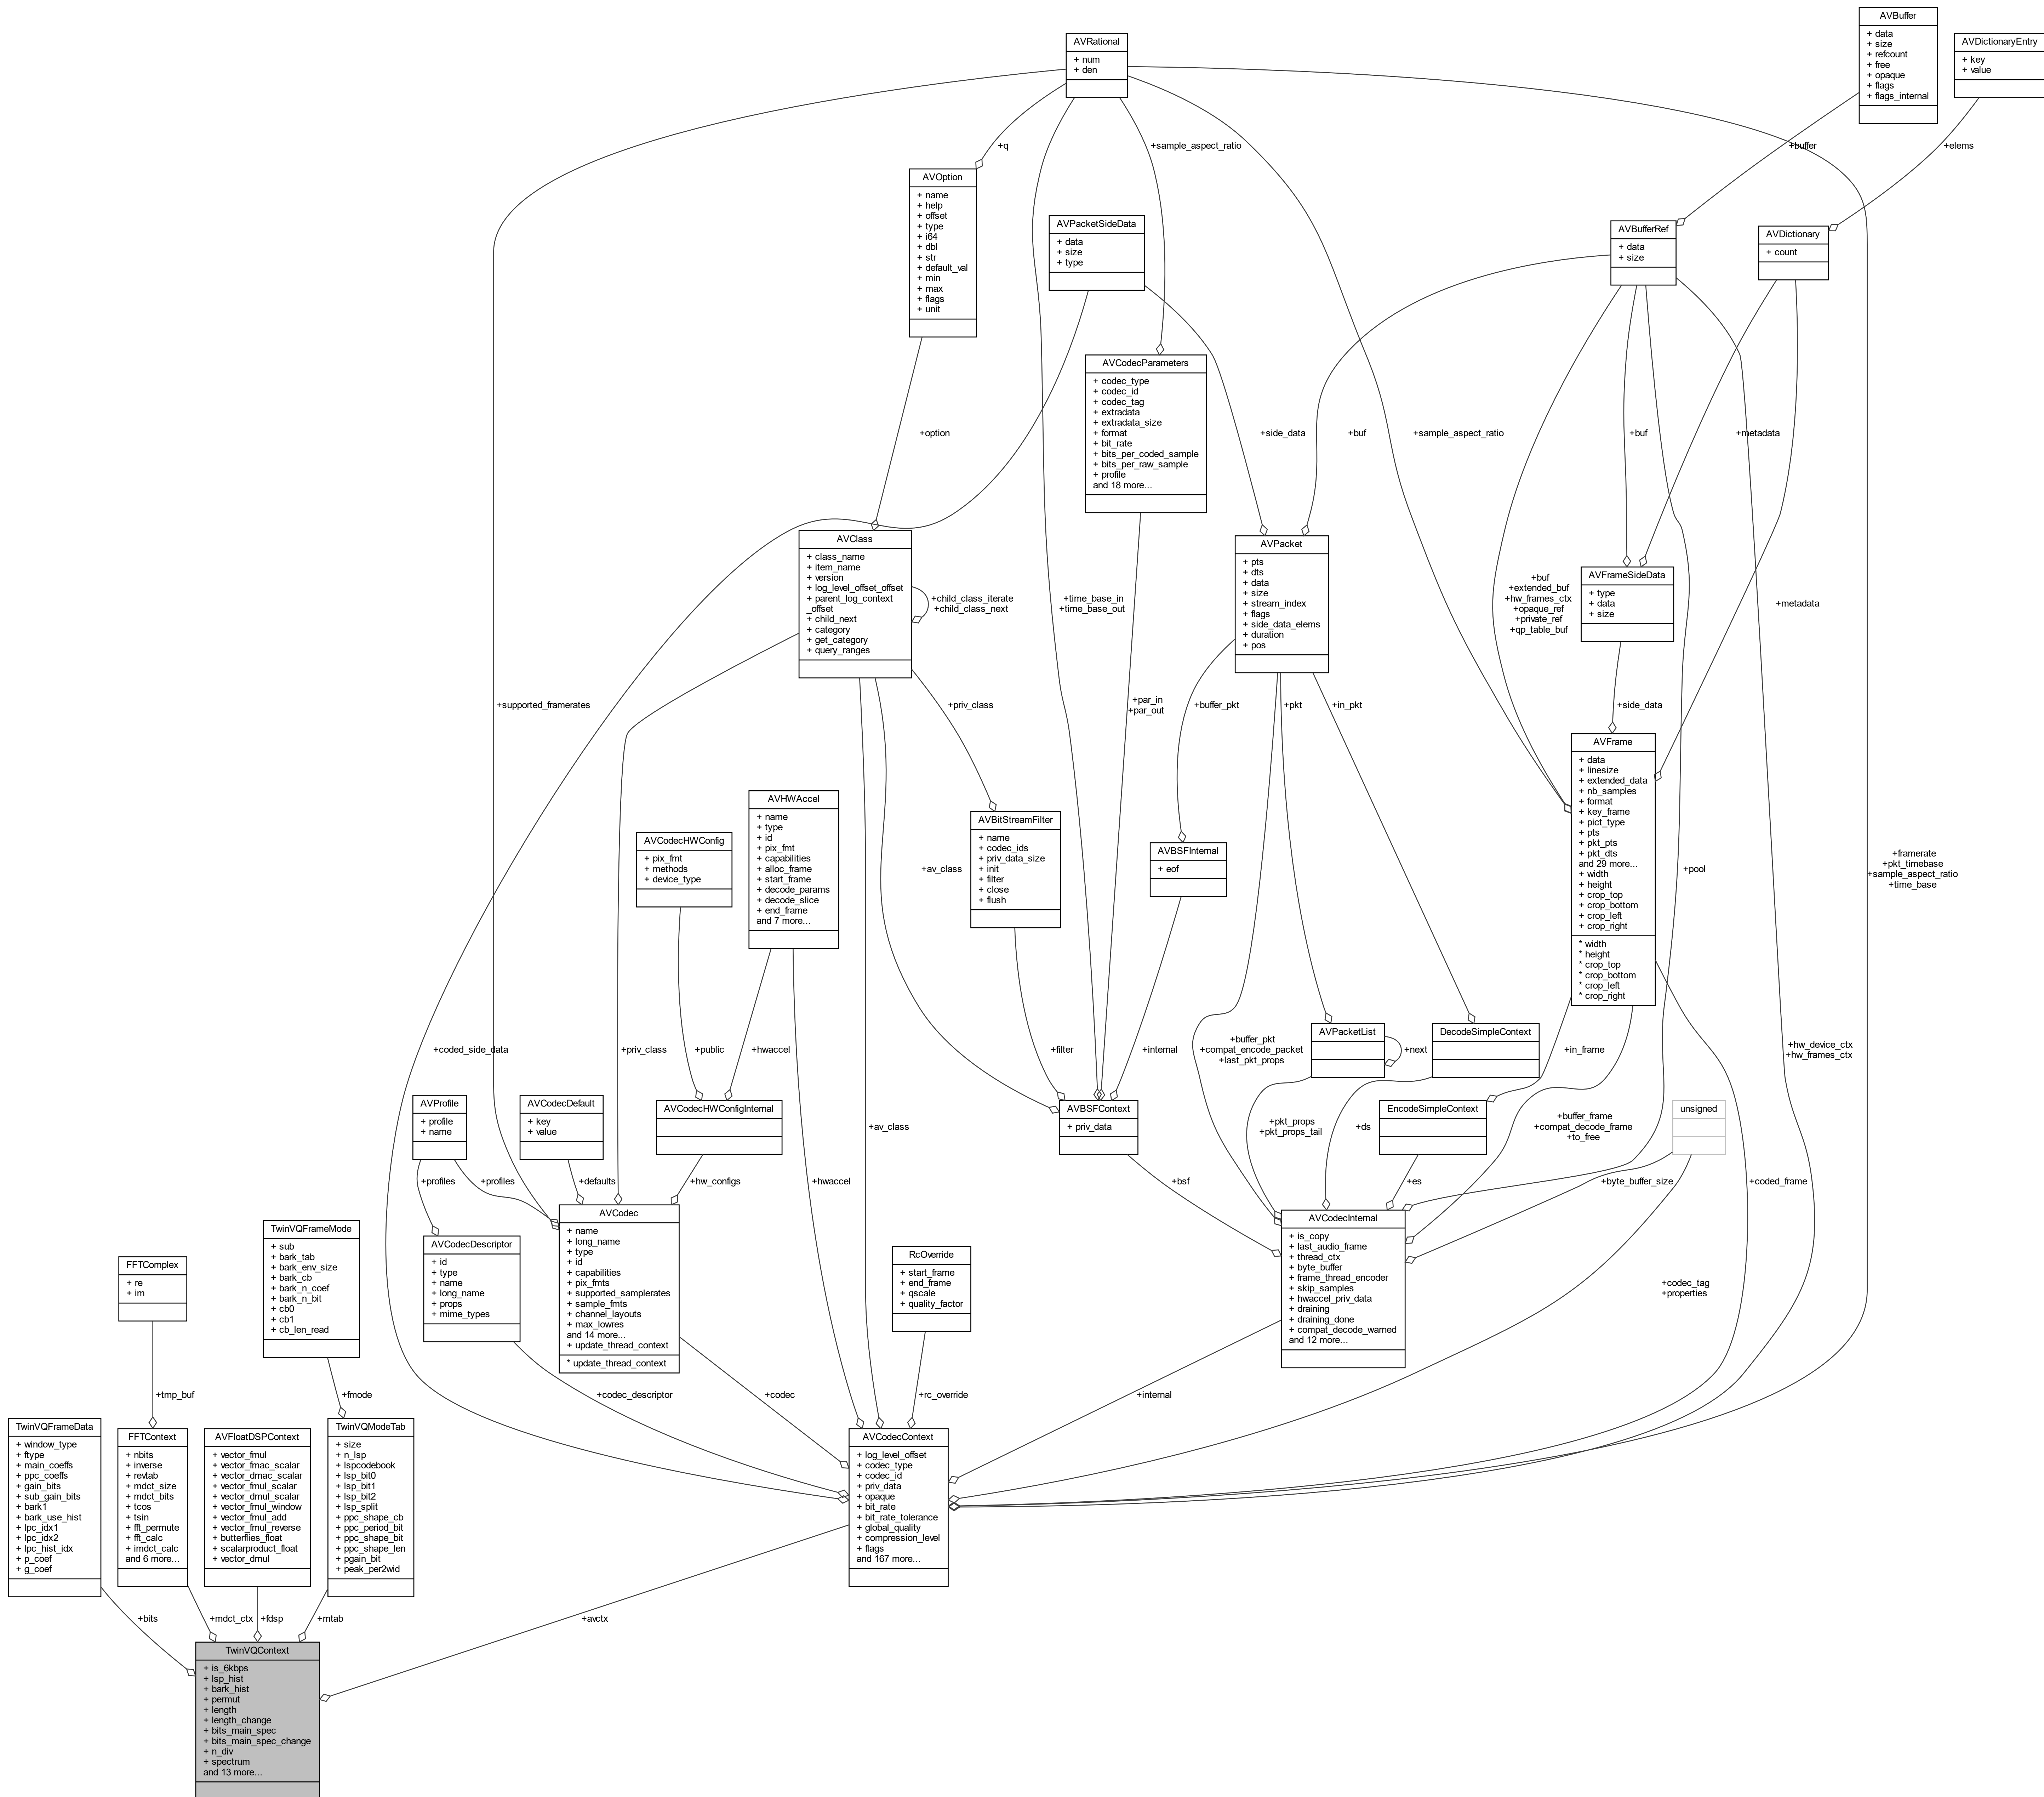 AVBuffer
+ data
+ size
+ refcount
+ free
+ opaque
+ flags
+ flags_internal
AVRational
+ num
+ den
AVDictionaryEntry
+ key
+ value
+q
+sample_aspect_ratio
+buffer
+elems
AVOption
+ name
+ help
+ offset
+ type
+ i64
+ dbl
+ str
+ default_val
+ min
+ max
+ flags
+ unit
AVPacketSideData
+ data
+ size
+ type
AVBufferRef
+ data
+ size
AVDictionary
+ count
AVCodecParameters
+ codec_type
+ codec_id
+ codec_tag
+ extradata
+ extradata_size
+ format
+ bit_rate
+ bits_per_coded_sample
+ bits_per_raw_sample
+ profile
and 18 more...
+option
+side_data
+buf
+sample_aspect_ratio
+buf
+metadata
AVClass
+ class_name
+ item_name
+ version
+ log_level_offset_offset
+ parent_log_context
_offset
+ child_next
+ category
+ get_category
+ query_ranges
+child_class_iterate
+child_class_next
+time_base_in
+time_base_out
AVPacket
+ pts
+ dts
+ data
+ size
+ stream_index
+ flags
+ side_data_elems
+ duration
+ pos
+buf
+extended_buf
+hw_frames_ctx
+opaque_ref
+private_ref
+qp_table_buf
AVFrameSideData
+ type
+ data
+ size
+metadata
+supported_framerates
+priv_class
+par_in
+par_out
+buffer_pkt
+pkt
+in_pkt
+side_data
AVFrame
+ data
+ linesize
+ extended_data
+ nb_samples
+ format
+ key_frame
+ pict_type
+ pts
+ pkt_pts
+ pkt_dts
and 29 more...
+ width
+ height
+ crop_top
+ crop_bottom
+ crop_left
+ crop_right
* width
* height
* crop_top
* crop_bottom
* crop_left
* crop_right
AVCodecHWConfig
+ pix_fmt
+ methods
+ device_type
AVHWAccel
+ name
+ type
+ id
+ pix_fmt
+ capabilities
+ alloc_frame
+ start_frame
+ decode_params
+ decode_slice
+ end_frame
and 7 more...
+av_class
AVBitStreamFilter
+ name
+ codec_ids
+ priv_data_size
+ init
+ filter
+ close
+ flush
AVBSFInternal
+ eof
+pool
+framerate
+pkt_timebase
+sample_aspect_ratio
+time_base
+coded_side_data
+priv_class
+public
+hwaccel
+filter
+internal
+buffer_pkt
+compat_encode_packet
+last_pkt_props
AVPacketList
+next
DecodeSimpleContext
+in_frame
+hw_device_ctx
+hw_frames_ctx
AVProfile
+ profile
+ name
AVCodecDefault
+ key
+ value
AVCodecHWConfigInternal
+av_class
AVBSFContext
+ priv_data
+pkt_props
+pkt_props_tail
+ds
EncodeSimpleContext
+buffer_frame
+compat_decode_frame
+to_free
unsigned
+profiles
+profiles
+defaults
+hw_configs
+hwaccel
+bsf
+es
+byte_buffer_size
+coded_frame
FFTComplex
+ re
+ im
TwinVQFrameMode
+ sub
+ bark_tab
+ bark_env_size
+ bark_cb
+ bark_n_coef
+ bark_n_bit
+ cb0
+ cb1
+ cb_len_read
AVCodecDescriptor
+ id
+ type
+ name
+ long_name
+ props
+ mime_types
AVCodec
+ name
+ long_name
+ type
+ id
+ capabilities
+ pix_fmts
+ supported_samplerates
+ sample_fmts
+ channel_layouts
+ max_lowres
and 14 more...
+ update_thread_context
* update_thread_context
RcOverride
+ start_frame
+ end_frame
+ qscale
+ quality_factor
AVCodecInternal
+ is_copy
+ last_audio_frame
+ thread_ctx
+ byte_buffer
+ frame_thread_encoder
+ skip_samples
+ hwaccel_priv_data
+ draining
+ draining_done
+ compat_decode_warned
and 12 more...
+codec_tag
+properties
+tmp_buf
+fmode
+codec_descriptor
+codec
+rc_override
+internal
TwinVQFrameData
+ window_type
+ ftype
+ main_coeffs
+ ppc_coeffs
+ gain_bits
+ sub_gain_bits
+ bark1
+ bark_use_hist
+ lpc_idx1
+ lpc_idx2
+ lpc_hist_idx
+ p_coef
+ g_coef
FFTContext
+ nbits
+ inverse
+ revtab
+ mdct_size
+ mdct_bits
+ tcos
+ tsin
+ fft_permute
+ fft_calc
+ imdct_calc
and 6 more...
AVFloatDSPContext
+ vector_fmul
+ vector_fmac_scalar
+ vector_dmac_scalar
+ vector_fmul_scalar
+ vector_dmul_scalar
+ vector_fmul_window
+ vector_fmul_add
+ vector_fmul_reverse
+ butterflies_float
+ scalarproduct_float
+ vector_dmul
TwinVQModeTab
+ size
+ n_lsp
+ lspcodebook
+ lsp_bit0
+ lsp_bit1
+ lsp_bit2
+ lsp_split
+ ppc_shape_cb
+ ppc_period_bit
+ ppc_shape_bit
+ ppc_shape_len
+ pgain_bit
+ peak_per2wid
AVCodecContext
+ log_level_offset
+ codec_type
+ codec_id
+ priv_data
+ opaque
+ bit_rate
+ bit_rate_tolerance
+ global_quality
+ compression_level
+ flags
and 167 more...
+bits
+mdct_ctx
+fdsp
+mtab
+avctx
TwinVQContext
+ is_6kbps
+ lsp_hist
+ bark_hist
+ permut
+ length
+ length_change
+ bits_main_spec
+ bits_main_spec_change
+ n_div
+ spectrum
and 13 more...